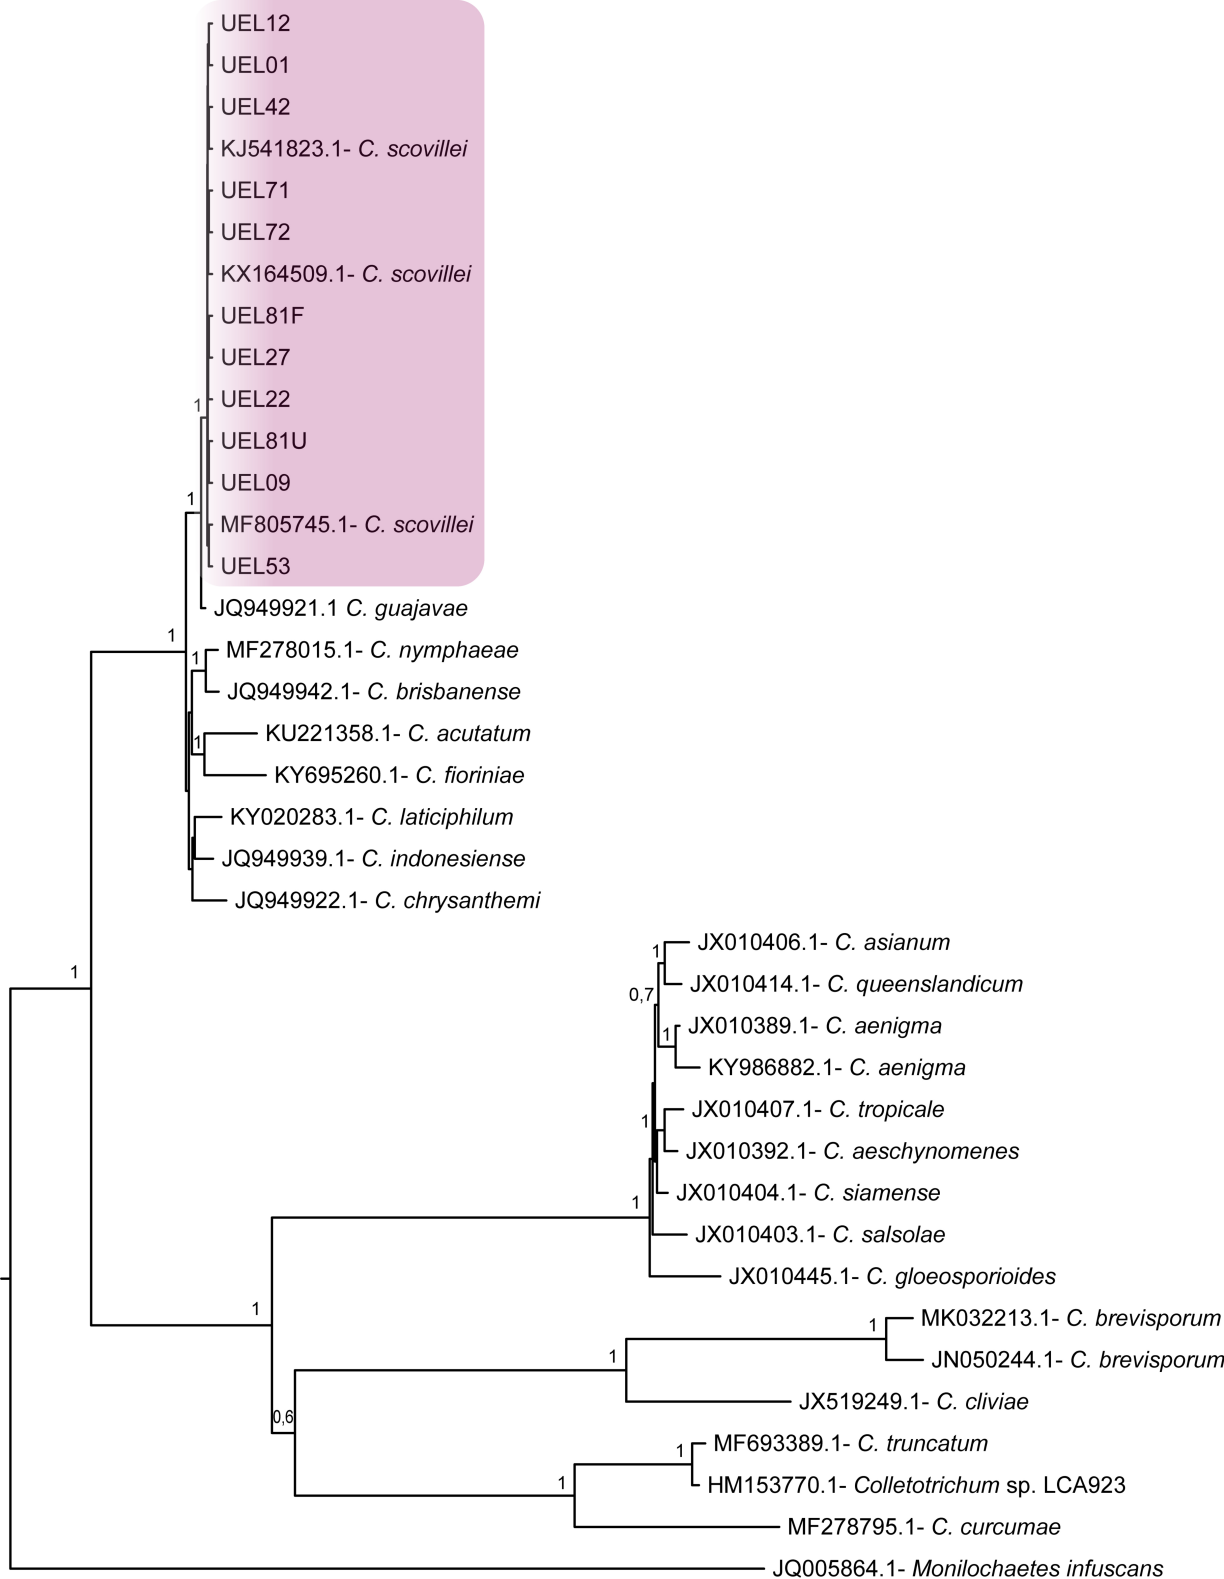 UEL12
UEL01
UEL42
KJ541823.1- C. scovillei
UEL71
UEL72
KX164509.1- C. scovillei
UEL81F
UEL27
UEL22
1
UEL81U
UEL09
1
MF805745.1- C. scovillei
UEL53
JQ949921.1 C. guajavae
1
MF278015.1- C. nymphaeae
1
JQ949942.1- C. brisbanense
KU221358.1- C. acutatum
1
KY695260.1- C. fioriniae
KY020283.1- C. laticiphilum
JQ949939.1- C. indonesiense
JQ949922.1- C. chrysanthemi
JX010406.1- C. asianum
1
1
JX010414.1- C. queenslandicum
0,7
JX010389.1- C. aenigma
1
KY986882.1- C. aenigma
JX010407.1- C. tropicale
1
JX010392.1- C. aeschynomenes
JX010404.1- C. siamense
1
JX010403.1- C. salsolae
JX010445.1- C. gloeosporioides
1
MK032213.1- C. brevisporum
1
JN050244.1- C. brevisporum
1
JX519249.1- C. cliviae
0,6
MF693389.1- C. truncatum
1
HM153770.1- Colletotrichum sp. LCA923
1
MF278795.1- C. curcumae
JQ005864.1- Monilochaetes infuscans